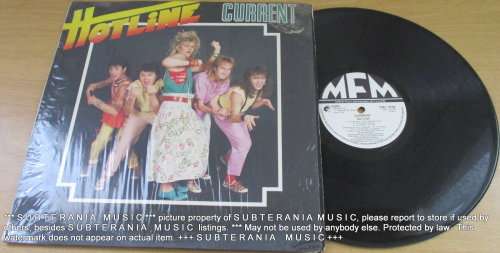 HOTLINE
CURRENT
MFM
*** S U B T E R A N I A  M U S I C *** picture property of S U B T E R A N I A  M U S I C, please report to store if used by
others, besides S U B T E R A N I A  M U S I C  listings. *** May not be used by anybody else. Protected by law - This
watermark does not appear on actual item. +++ S U B T E R A N I A  M U S I C +++